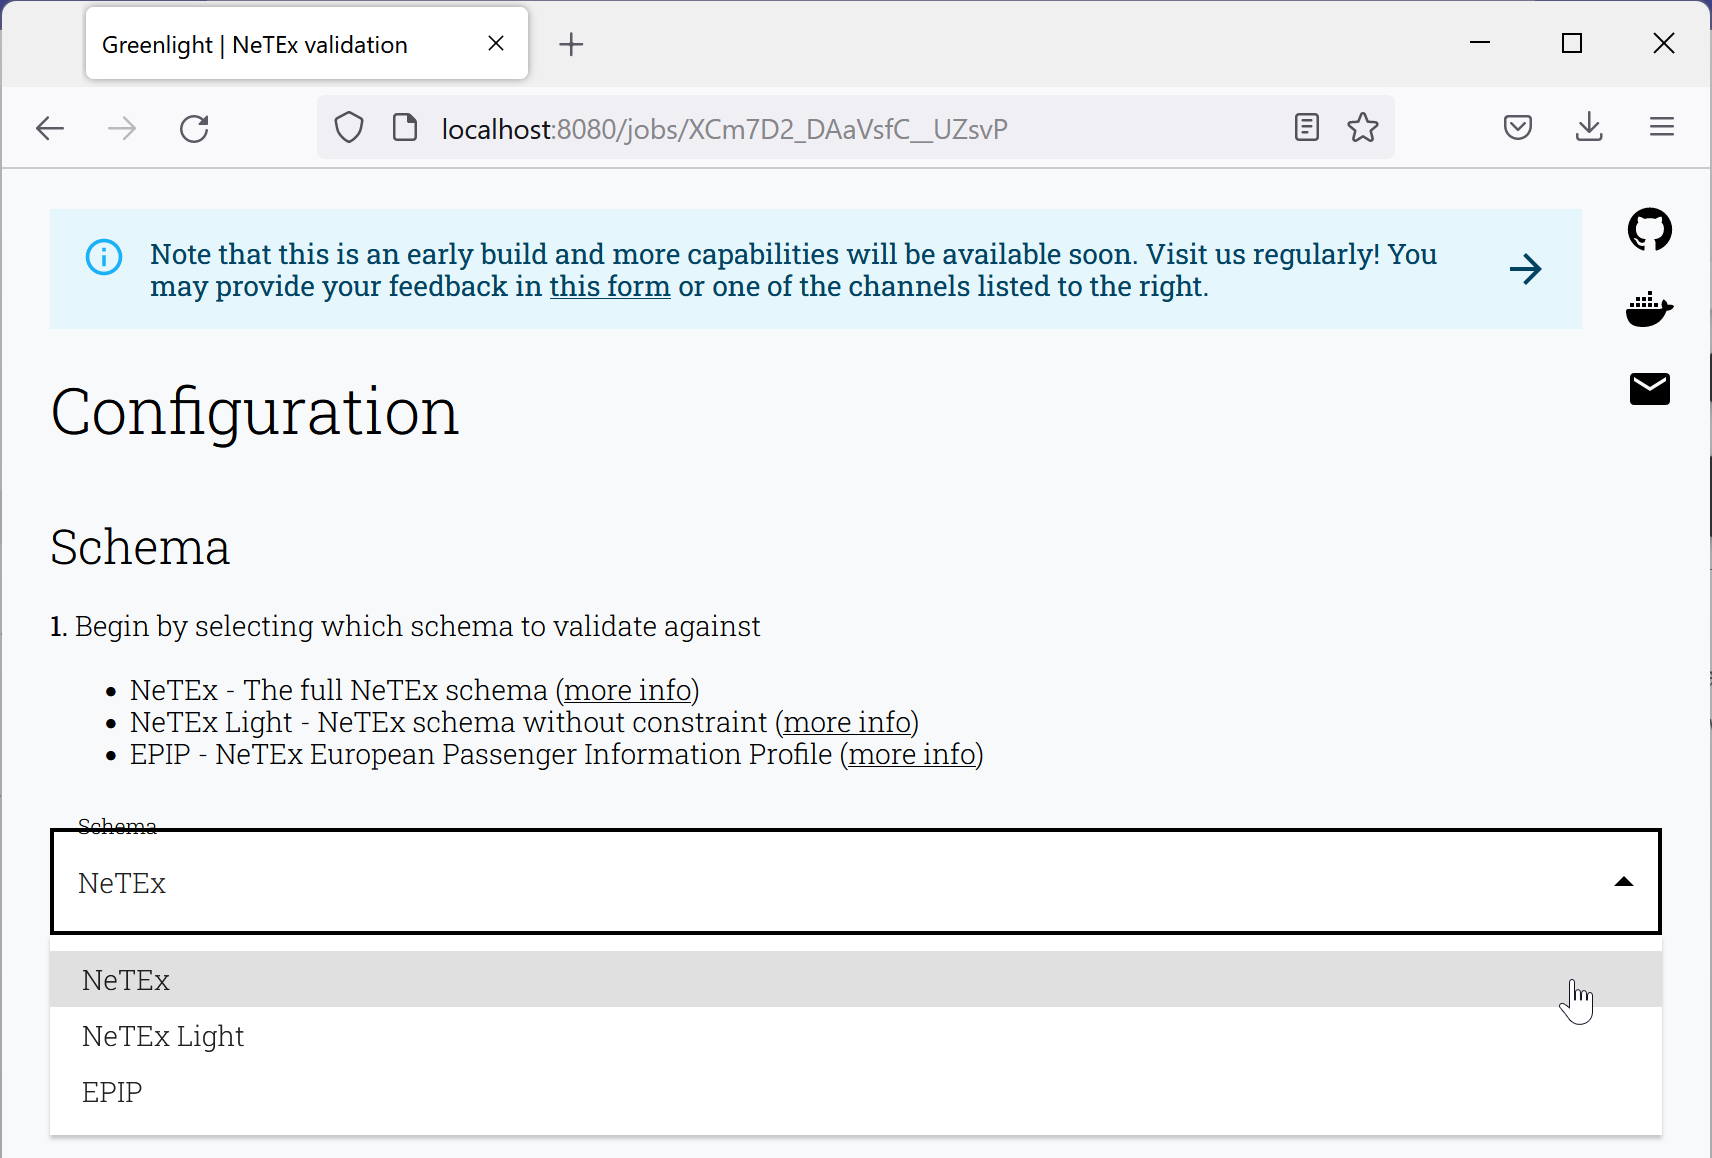 Greenlight | NeTEx validation
localhost:8080/jobs/XCm7D2_DAaVsfC__UZsvP
Note that this is an early build and more capabilities will be available soon. Visit us regularly! You
may provide your feedback in this form or one of the channels listed to the right.
Configuration
Schema
1. Begin by selecting which schema to validate against
• NeTEx - The full NeTEx schema (more info)
• NeTEx Light - NeTEx schema without constraint (more info)
• EPIP - NeTEx European Passenger Information Profile (more info)
Schema
NeTEx
NeTEx
NeTEx Light
EPIP